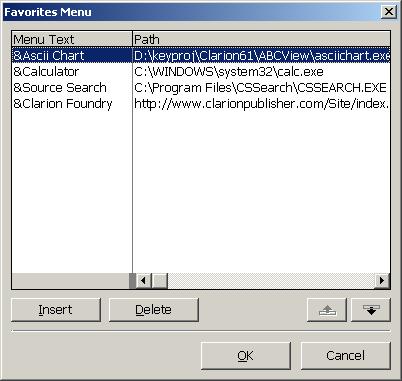 Favorites Menu
Menu Text Path
&Ascii Chart D:\keyproj\Clarion61\ABCView\asciichart.exe
&Calculator C:\WINDOWS\system32\calc.exe
&Source Search C:\Program Files\CSSearch\CSSEARCH.EXE
&Clarion Foundry http://www.clarionpublisher.com/Site/index.
Insert Delete
OK Cancel